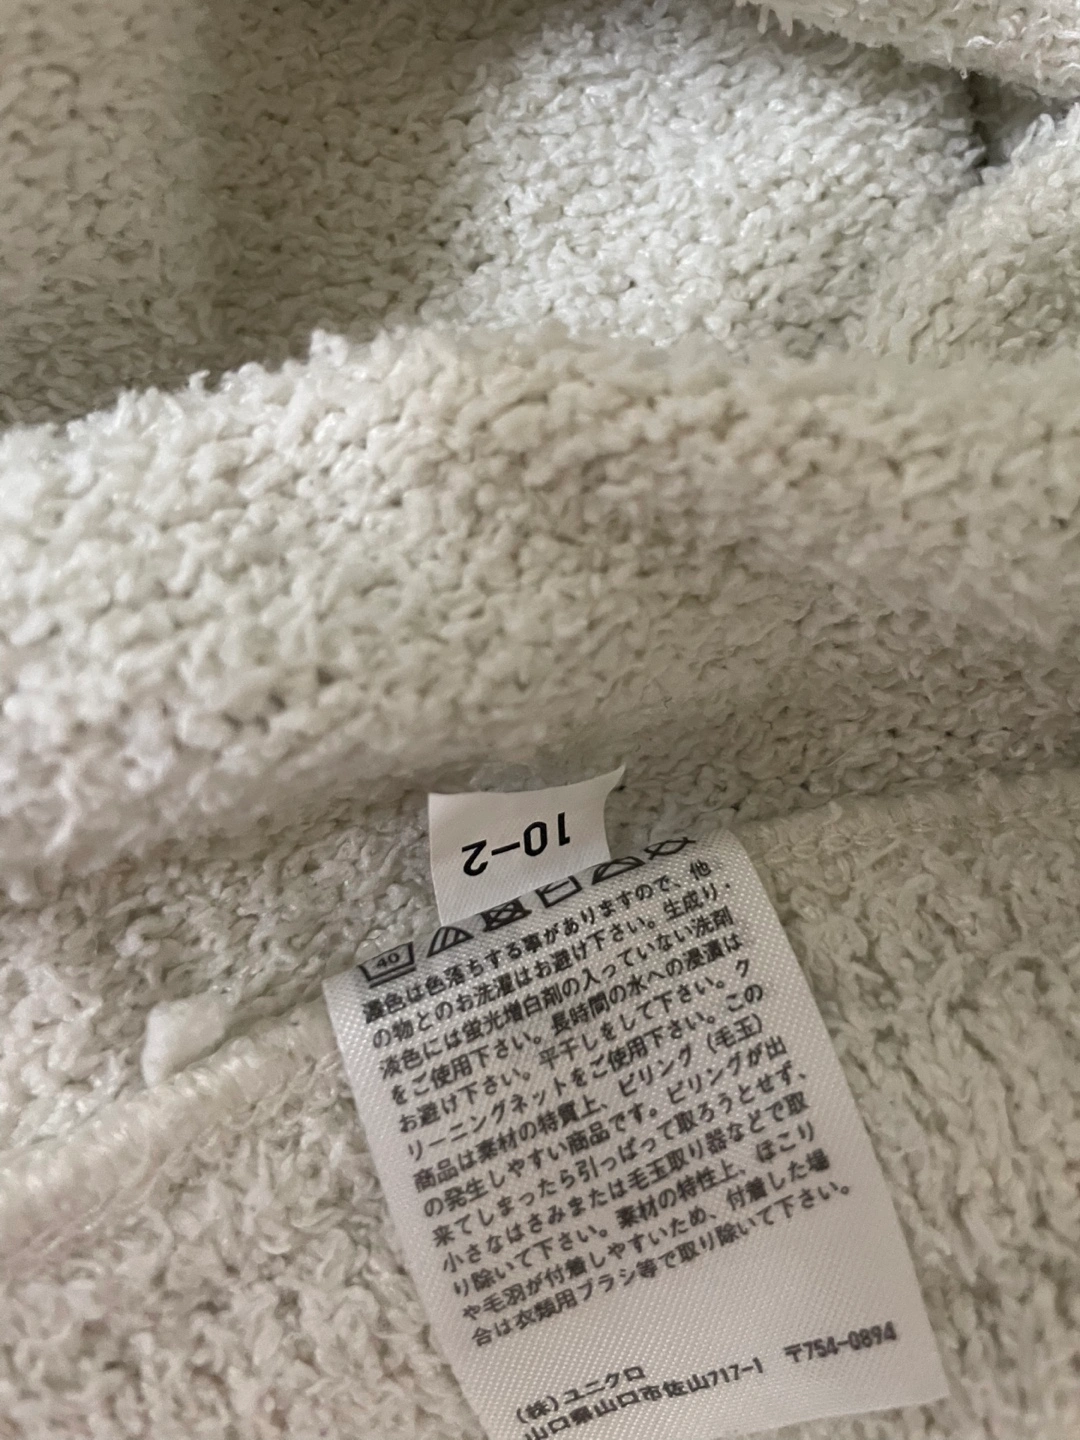 10-2
40
濃色は色落ちする事がありますので、他
の物とのお洗濯はお避け下さい。生成り・
淡色には蛍光増白剤の入っていない洗剤
をご使用下さい。長時間の水への浸漬は
お避け下さい。平干しをして下さい。ク
リーニングネットをご使用下さい。この
商品は素材の特質上、ピリング（毛玉）
の発生しやすい商品です。ピリングが出
来てしまったら引っぱって取ろうとせず、
小さなはさみまたは毛玉取り器などで取
り除いて下さい。素材の特性上、ほこり
や毛羽が付着しやすいため、付着した場
合は衣類用ブラシ等で取り除いて下さい。
(株)ユニクロ
山口県山口市佐山717-1 〒754-0894